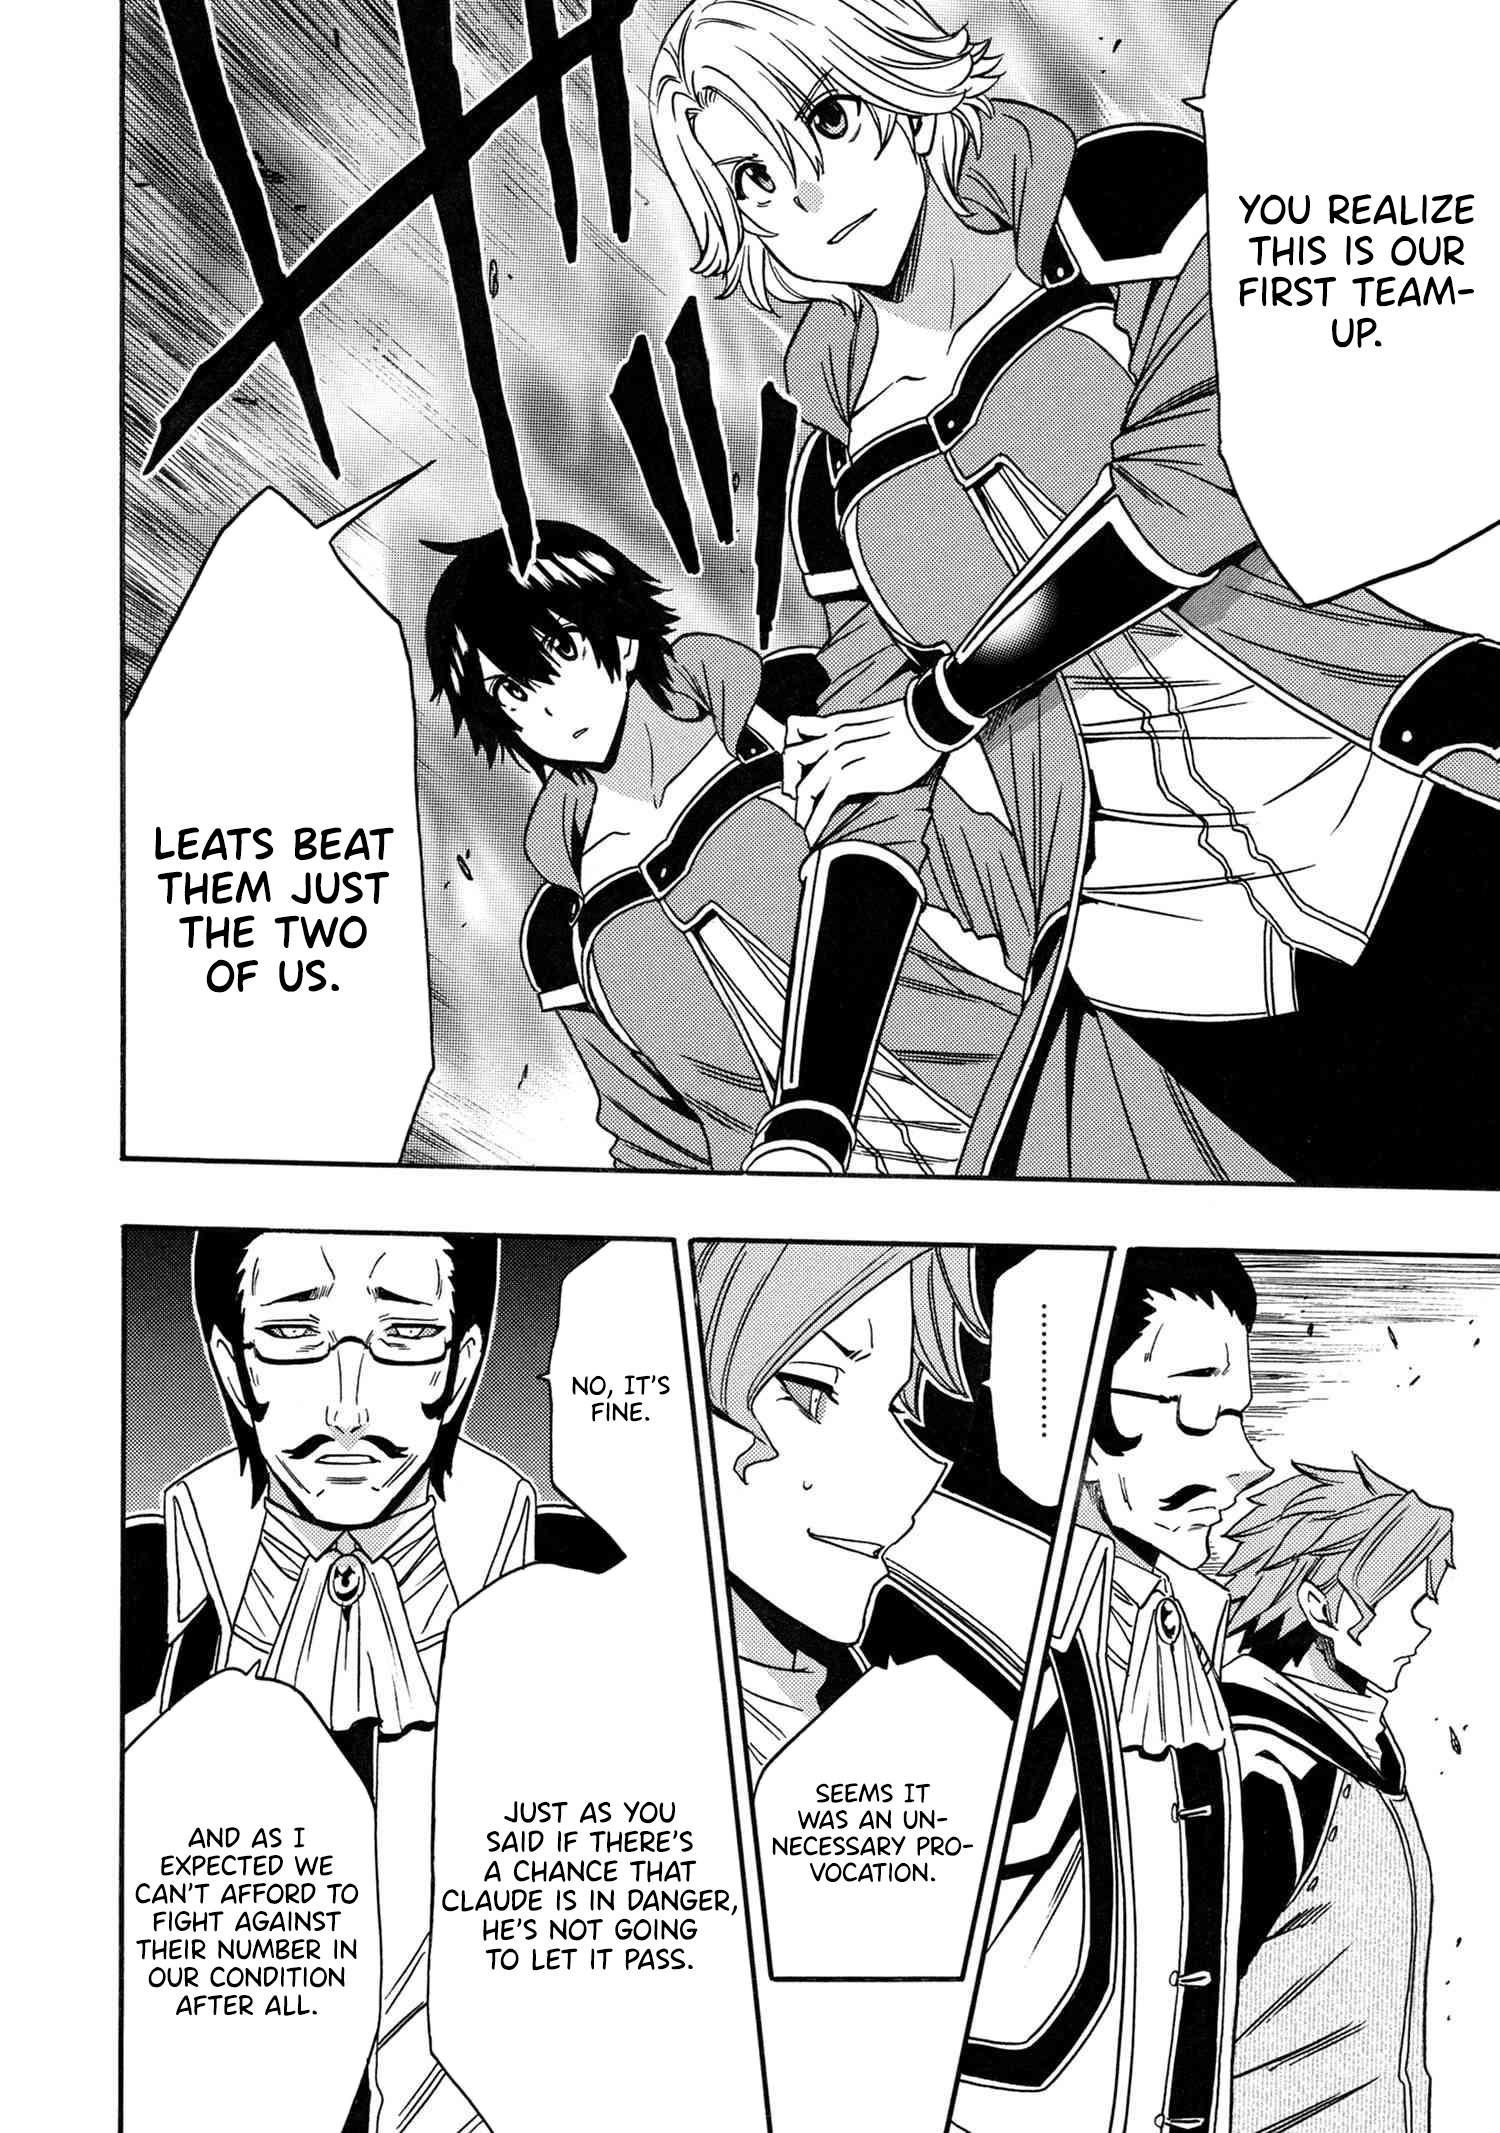 YOU REALIZE
THIS IS OUR
FIRST TEAM-
UP.
LEATS BEAT
THEM JUST
THE TWO
OF US.
..........
SEEMS IT
WAS AN UN-
NECESSARY PRO-
VOCATION.
NO, IT'S
FINE.
JUST AS YOU
SAID IF THERE'S
A CHANCE THAT
CLAUDE IS IN DANGER,
HE'S NOT GOING
TO LET IT PASS.
AND AS I
EXPECTED WE
CAN'T AFFORD TO
FIGHT AGAINST
THEIR NUMBER IN
OUR CONDITION
AFTER ALL.